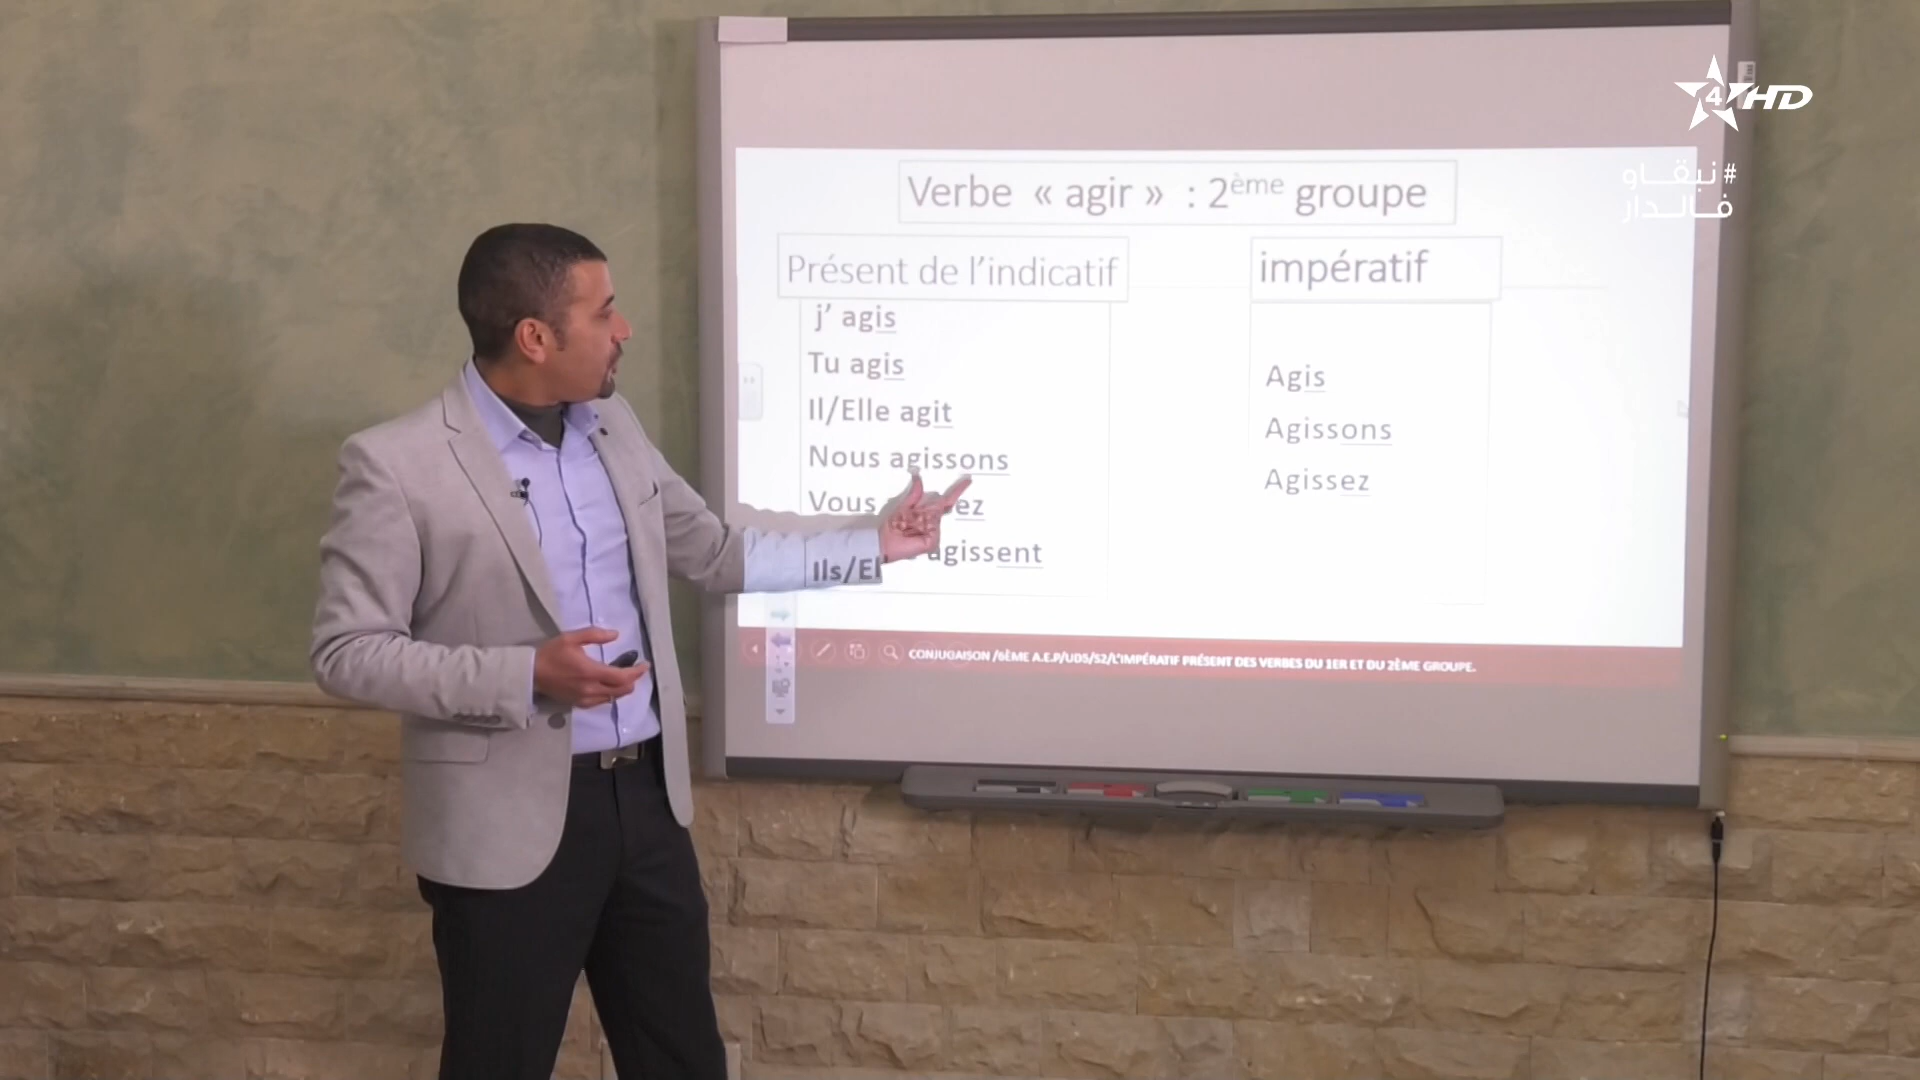 4 HD
#نبقاو
فالدار
Verbe « agir » : 2ème groupe
Présent de l'indicatif
j' agis
Tu agis
Il/Elle agit
Nous agissons
Vous ez
Ils/El agissent
impératif
Agis
Agissons
Agissez
CONJUGAISON /6ÈME A.E.P/UD5/S2/L'IMPÉRATIF PRÉSENT DES VERBES DU 1ER ET DU 2ÈME GROUPE.